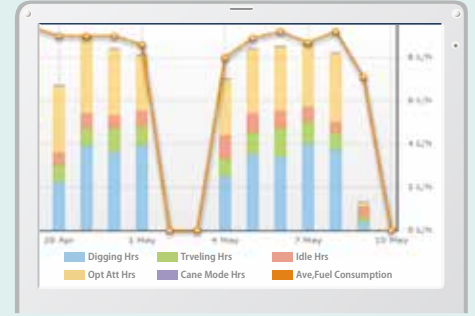 8 L/h
6 L/h
4 L/h
2 L/h
0 L/h
28 Apr 1 May 4 May 7 May 10 May
Digging Hrs Trveling Hrs Idle Hrs
Opt Att Hrs Cane Mode Hrs Ave,Fuel Consumption